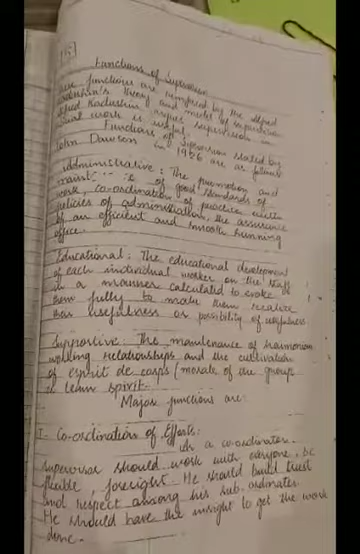 15
Functions of Supervision
These functions are by the
Kadushin's theory and model of supervision
Alfred Kadushin supervision in
social work is useful.
Functions of Supervision stated by
John Dawson in 1926 are as follows
Administrative: The promotion and
maint of good standards of
work, co-ordination of practice with
policies of administration, the assurance
of an efficient and smooth running
office.
Educational: The educational development
of each individual worker on the staff
in a manner calculated to evoke
them fully to make them realize
usefulness or possibility of usefulness.
Supportive: The maintenance of harmonious
working relationships and the cultivation
of esprit de corps (morale of the group
team spirit.
Major functions are:
1- Co-ordination of Efforts:
a co-ordinator.
Supervisor should work with everyone, be
flexible, foresight. He should build trust
and respect among his sub-ordinates
He should have the insight to get the work
done.